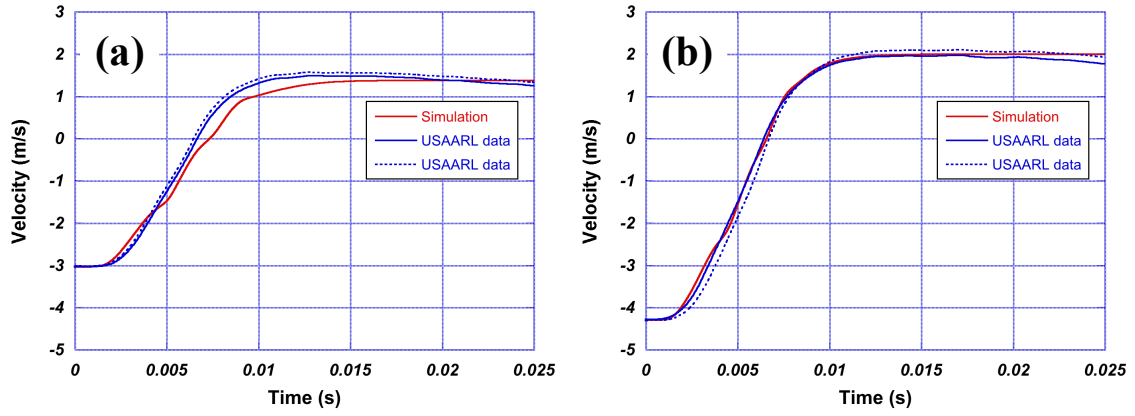 (a)
3
2
1
0
-1
-2
-3
-4
-5
Velocity (m/s)
Simulation
USAARL data
USAARL data
0 0.005 0.01 0.015 0.02 0.025
Time (s)
(b)
3
2
1
0
-1
-2
-3
-4
-5
Velocity (m/s)
Simulation
USAARL data
USAARL data
0 0.005 0.01 0.015 0.02 0.025
Time (s)